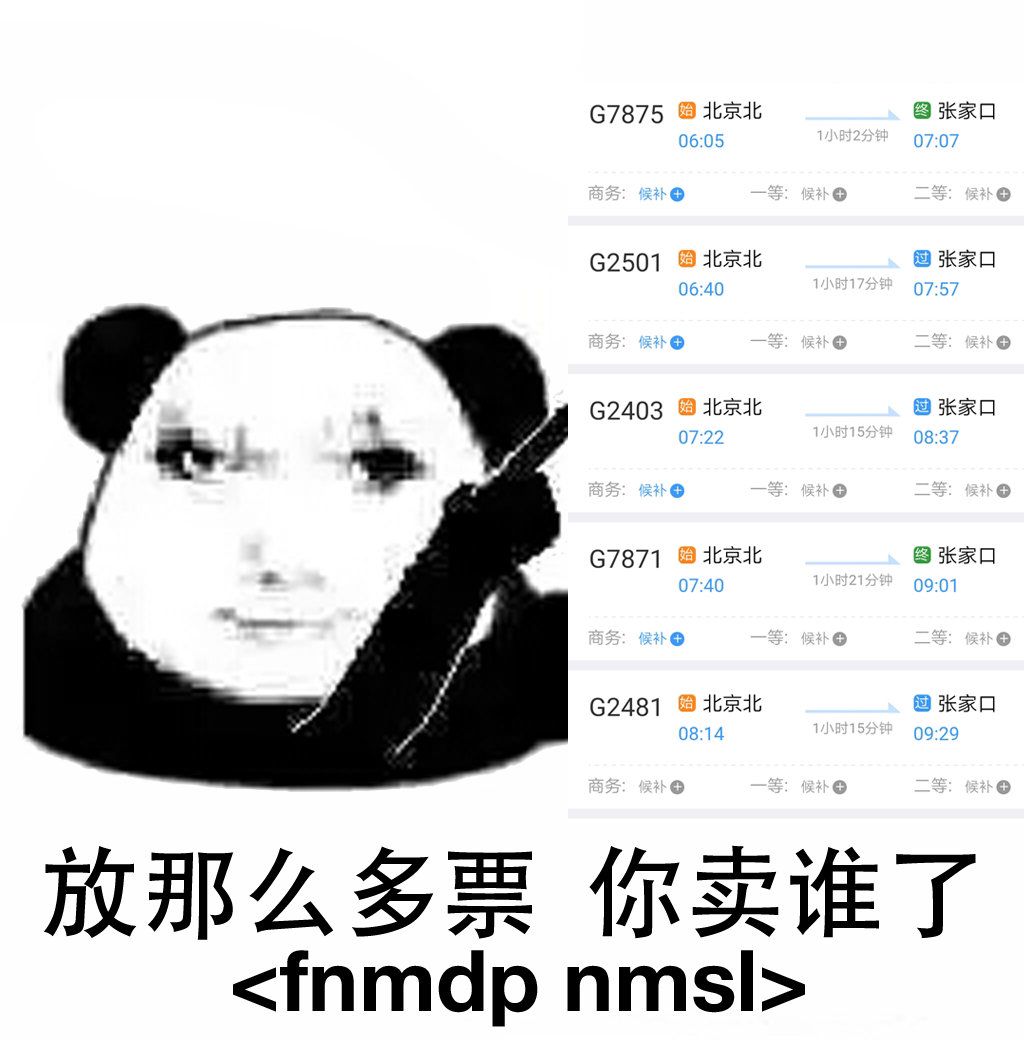 G7875 始 北京北 1小时2分钟 终 张家口
06:05 07:07
商务: 候补 一等: 候补 二等: 候补
G2501 始 北京北 1小时17分钟 过 张家口
06:40 07:57
商务: 候补 一等: 候补 二等: 候补
G2403 始 北京北 1小时15分钟 过 张家口
07:22 08:37
商务: 候补 一等: 候补 二等: 候补
G7871 始 北京北 1小时21分钟 终 张家口
07:40 09:01
商务: 候补 一等: 候补 二等: 候补
G2481 始 北京北 1小时15分钟 过 张家口
08:14 09:29
商务: 候补 一等: 候补 二等: 候补
放那么多票 你卖谁了
<fnmdp nmsl>